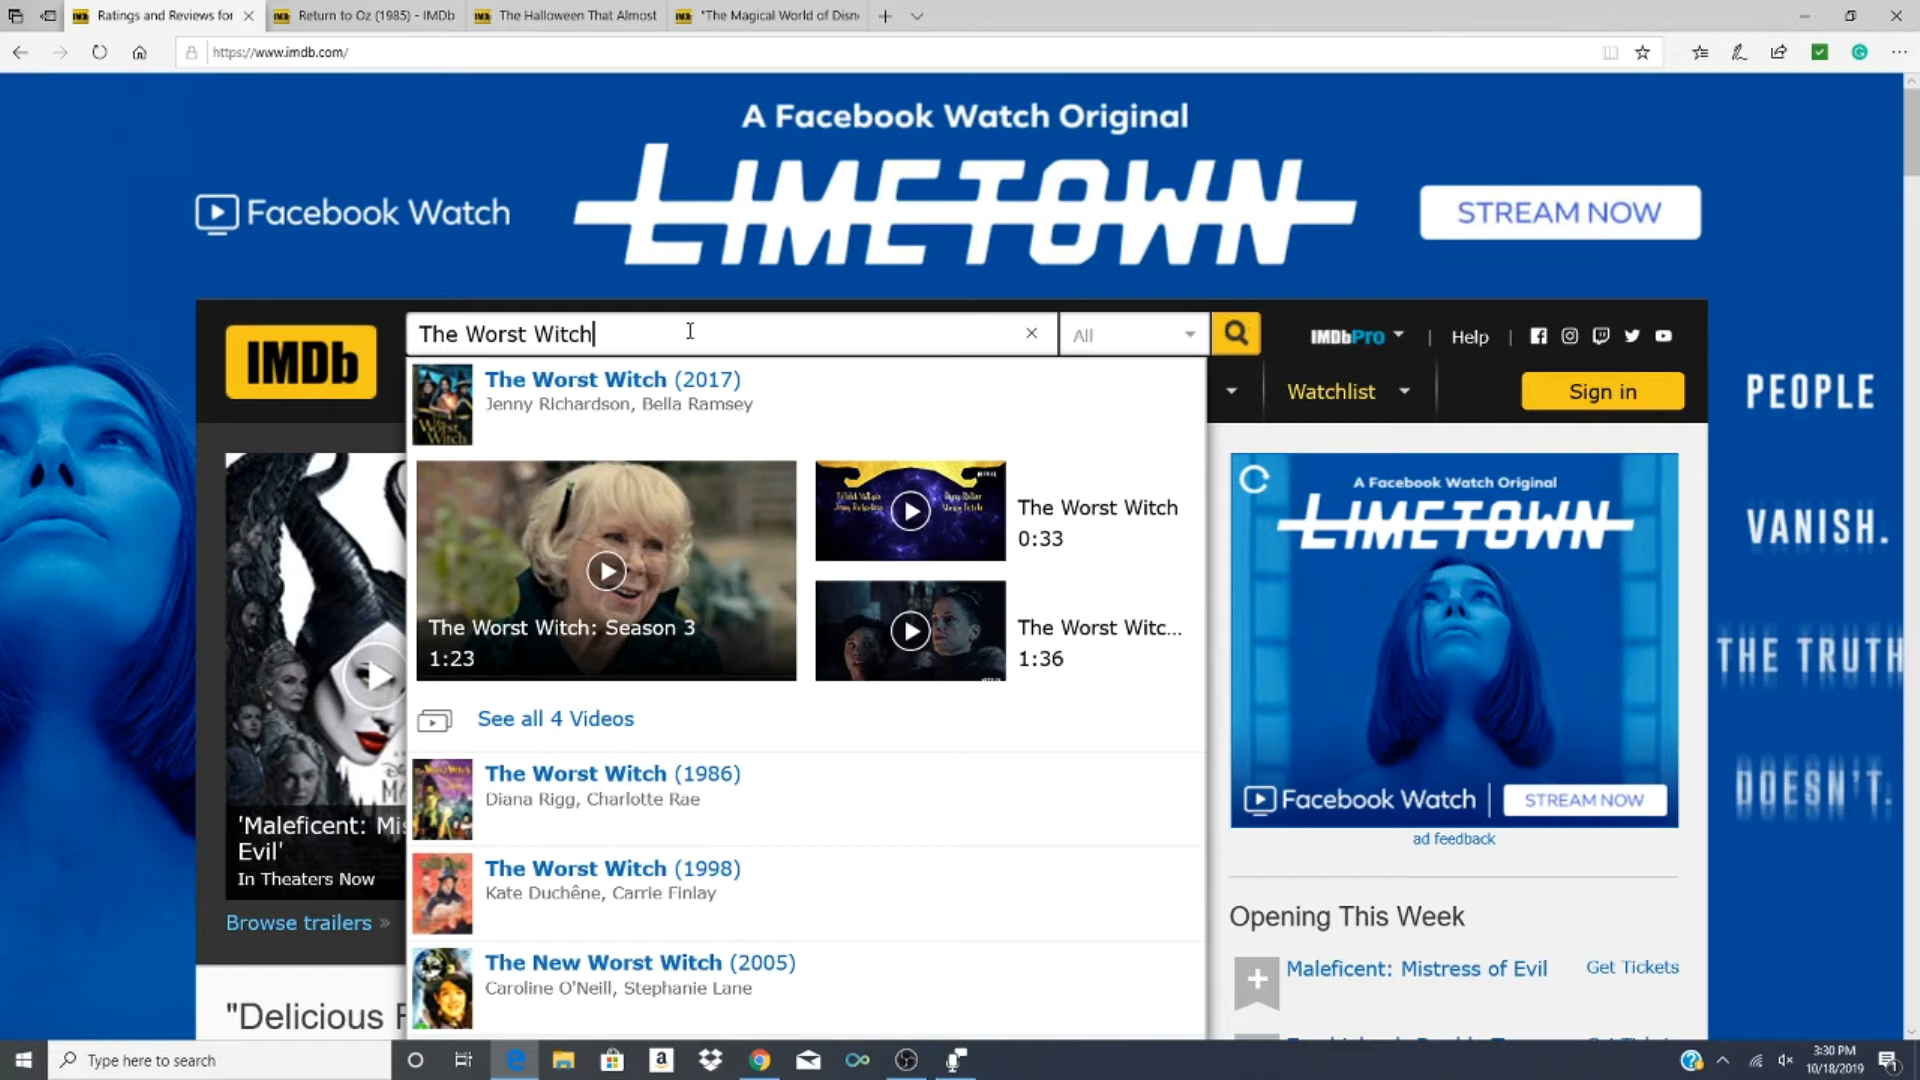 Ratings and Reviews for
Return to Oz (1985) - IMDb
The Halloween That Almost
"The Magical World of Disn
https://www.imdb.com/
A Facebook Watch Original
LIMETOWN
Facebook Watch
STREAM NOW
IMDb
The Worst Witch
All
IMDbPro
Help
Watchlist
Sign in
The Worst Witch (2017)
Jenny Richardson, Bella Ramsey
The Worst Witch: Season 3
1:23
The Worst Witch
0:33
The Worst Witc...
1:36
See all 4 Videos
The Worst Witch (1986)
Diana Rigg, Charlotte Rae
The Worst Witch (1998)
Kate Duchêne, Carrie Finlay
The New Worst Witch (2005)
Caroline O'Neill, Stephanie Lane
'Maleficent: Mis
Evil'
In Theaters Now
Browse trailers »
"Delicious F
A Facebook Watch Original
LIMETOWN
Facebook Watch
STREAM NOW
ad feedback
Opening This Week
Maleficent: Mistress of Evil
Get Tickets
PEOPLE
VANISH.
THE TRUTH
DOESN'T.
Type here to search
3:30 PM
10/18/2019